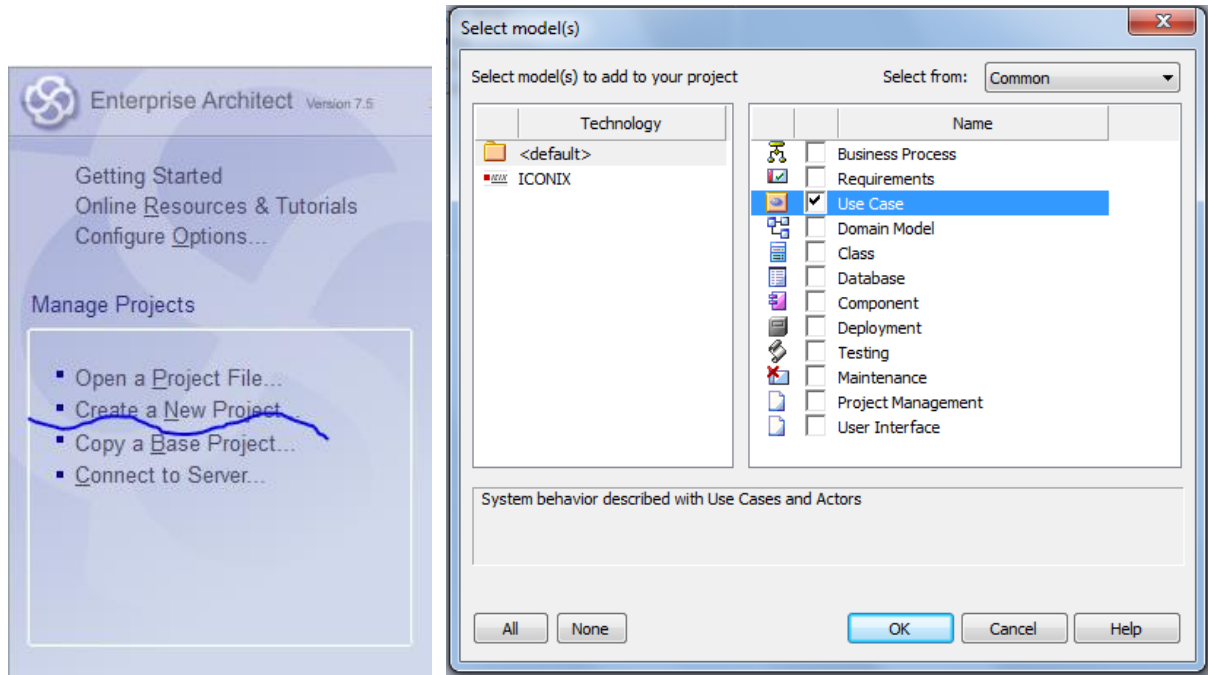 Enterprise Architect Version 7.5
Getting Started
Online Resources & Tutorials
Configure Options...
Manage Projects
Open a Project File...
Create a New Project...
Copy a Base Project...
Connect to Server...
Select model(s)
Select model(s) to add to your project
Select from:
Common
Technology
<default>
ICONIX
Name
Business Process
Requirements
Use Case
Domain Model
Class
Database
Component
Deployment
Testing
Maintenance
Project Management
User Interface
System behavior described with Use Cases and Actors
All
None
OK
Cancel
Help